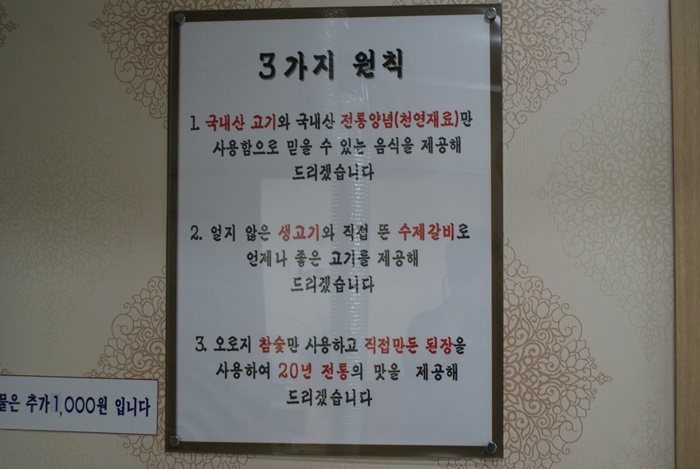 3가지 원칙
1. 국내산 고기와 국내산 전통양념(천연재료)만
사용함으로 믿을 수 있는 음식을 제공해
드리겠습니다
2. 얼지 않은 생고기와 직접 뜬 수제갈비로
언제나 좋은 고기를 제공해
드리겠습니다
3. 오로지 참숯만 사용하고 직접만든 된장을
사용하여 20년 전통의 맛을 제공해
드리겠습니다
물은 추가1,000원 입니다